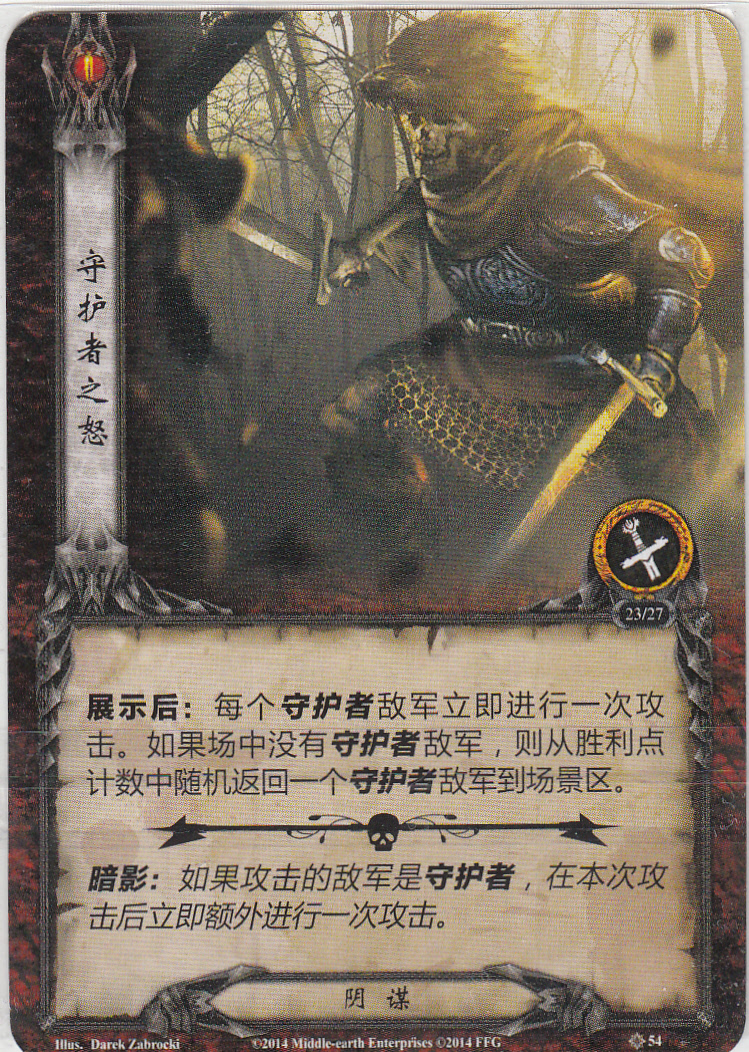 守护者之怒
23/27
展示后：每个守护者敌军立即进行一次攻
击。如果场中没有守护者敌军，则从胜利点
计数中随机返回一个守护者敌军到场景区。
暗影：如果攻击的敌军是守护者，在本次攻
击后立即额外进行一次攻击。
阴谋
Illus. Darek Zabrocki ©2014 Middle-earth Enterprises ©2014 FFG 54